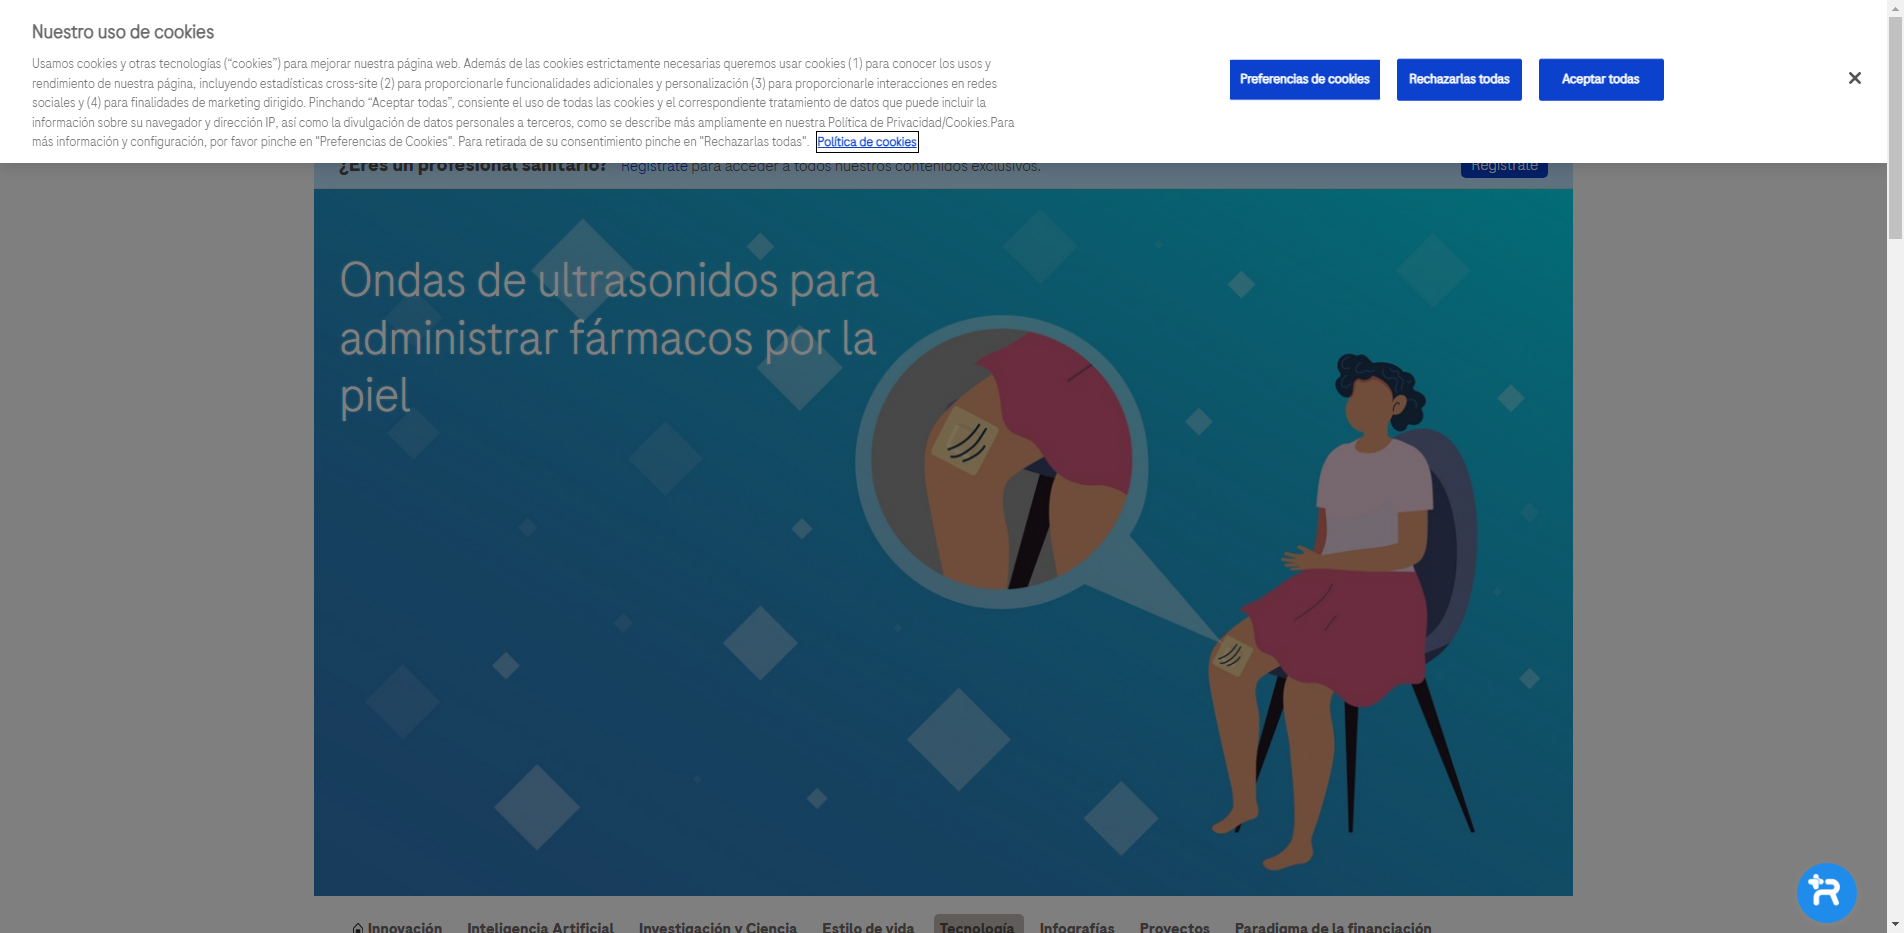 Nuestro uso de cookies
Usamos cookies y otras tecnologías (“cookies”) para mejorar nuestra página web. Además de las cookies estrictamente necesarias queremos usar cookies (1) para conocer los usos y
rendimiento de nuestra página, incluyendo estadísticas cross-site (2) para proporcionarle funcionalidades adicionales y personalización (3) para proporcionarle interacciones en redes
sociales y (4) para finalidades de marketing dirigido. Pinchando “Aceptar todas”, consiente el uso de todas las cookies y el correspondiente tratamiento de datos que puede incluir la
información sobre su navegador y dirección IP, así como la divulgación de datos personales a terceros, como se describe más ampliamente en nuestra Política de Privacidad/Cookies.Para
más información y configuración, por favor pinche en "Preferencias de Cookies". Para retirada de su consentimiento pinche en "Rechazarlas todas". Política de cookies
Preferencias de cookies Rechazarlas todas Aceptar todas
¿Eres un profesional sanitario? Regístrate para acceder a todos nuestros contenidos exclusivos. Regístrate
Ondas de ultrasonidos para
administrar fármacos por la
piel
Innovación Inteligencia Artificial Investigación y Ciencia Estilo de vida Tecnología Infografías Proyectos Paradigma de la financiación